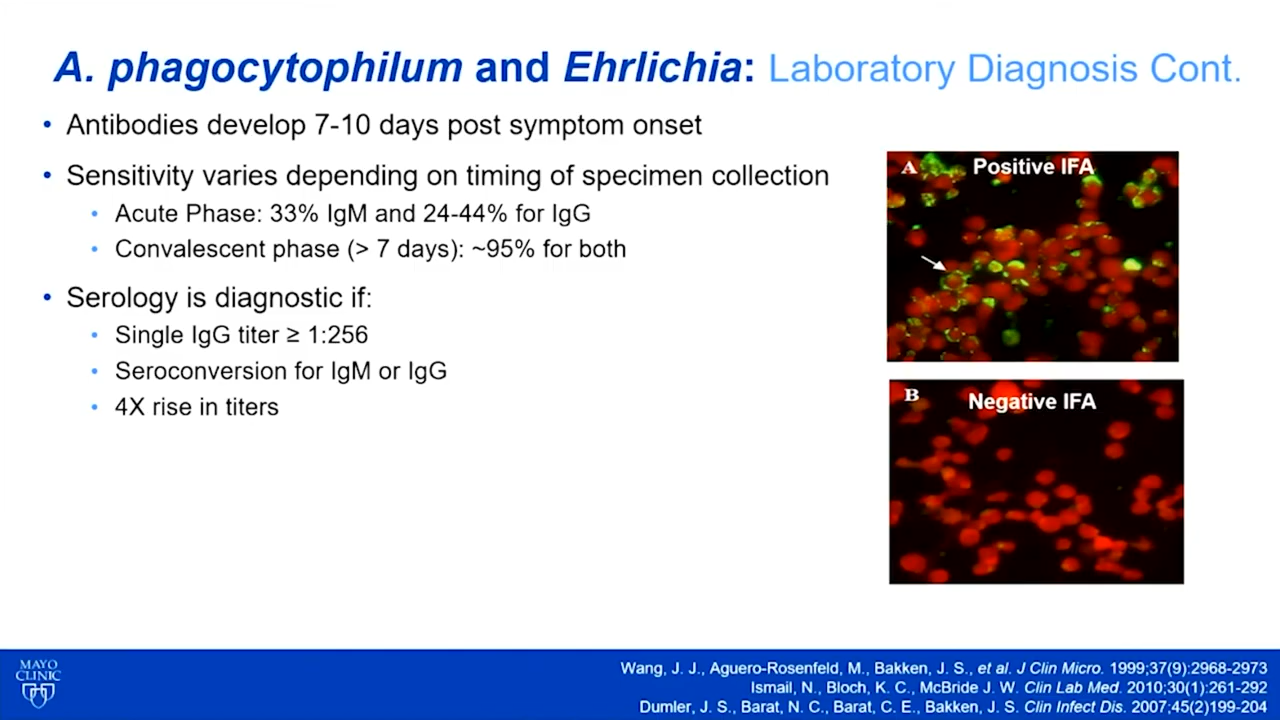 A. phagocytophilum and Ehrlichia: Laboratory Diagnosis Cont.
• Antibodies develop 7-10 days post symptom onset
• Sensitivity varies depending on timing of specimen collection
• Acute Phase: 33% IgM and 24-44% for IgG
• Convalescent phase (> 7 days): ~95% for both
• Serology is diagnostic if:
• Single IgG titer ≥ 1:256
• Seroconversion for IgM or IgG
• 4X rise in titers
A Positive IFA
B Negative IFA
MAYO
CLINIC
Wang, J. J., Aguero-Rosenfeld, M., Bakken, J. S., et al. J Clin Micro. 1999;37(9):2968-2973
Ismail, N., Bloch, K. C., McBride J. W. Clin Lab Med. 2010;30(1):261-292
Dumler, J. S., Barat, N. C., Barat, C. E., Bakken, J. S. Clin Infect Dis. 2007;45(2)199-204